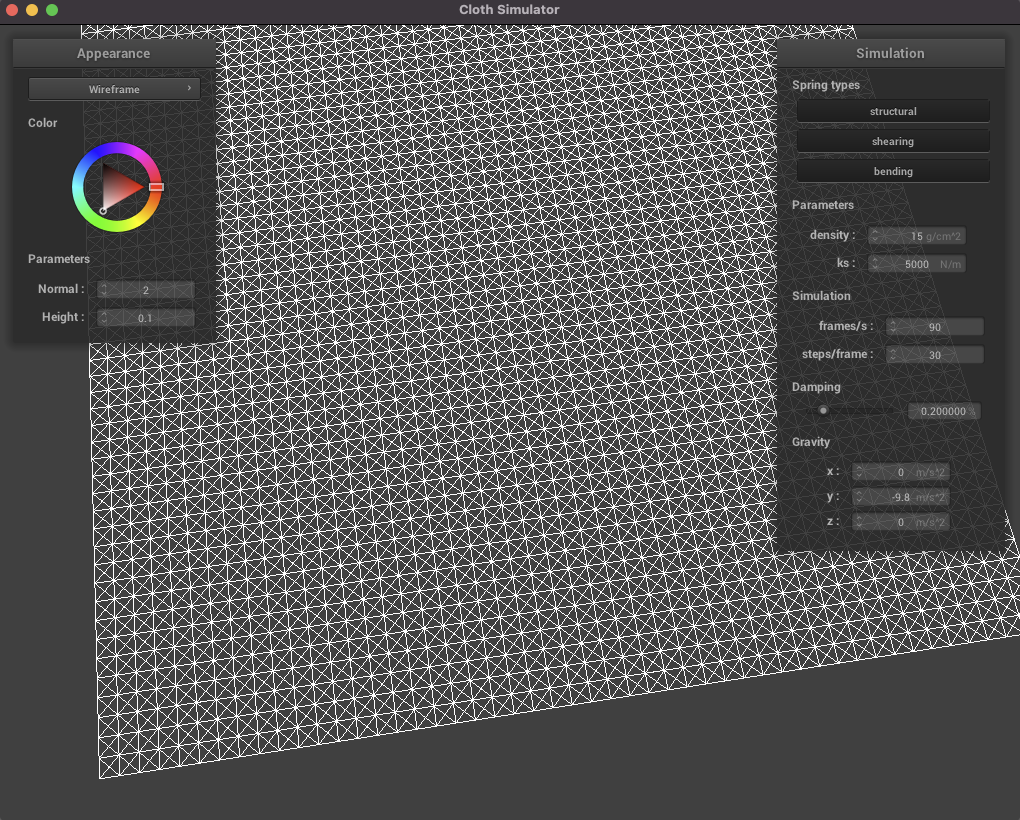 Cloth Simulator
Appearance
Wireframe
Color
Parameters
Normal : 2
Height : 0.1
Simulation
Spring types
structural
shearing
bending
Parameters
density : 15 g/cm^2
ks : 5000 N/m
Simulation
frames/s : 90
steps/frame : 30
Damping
0.200000 %
Gravity
x : 0 m/s^2
y : -9.8 m/s^2
z : 0 m/s^2